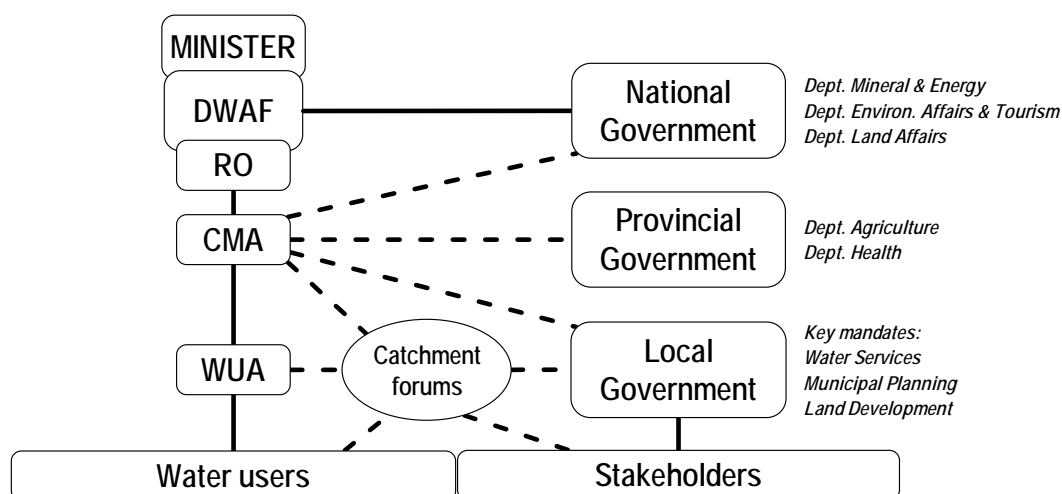 MINISTER
DWAF
RO
CMA
WUA
Water users
Catchment
forums
National
Government
Dept. Mineral & Energy
Dept. Environ. Affairs & Tourism
Dept. Land Affairs
Provincial
Government
Dept. Agriculture
Dept. Health
Local
Government
Key mandates:
Water Services
Municipal Planning
Land Development
Stakeholders